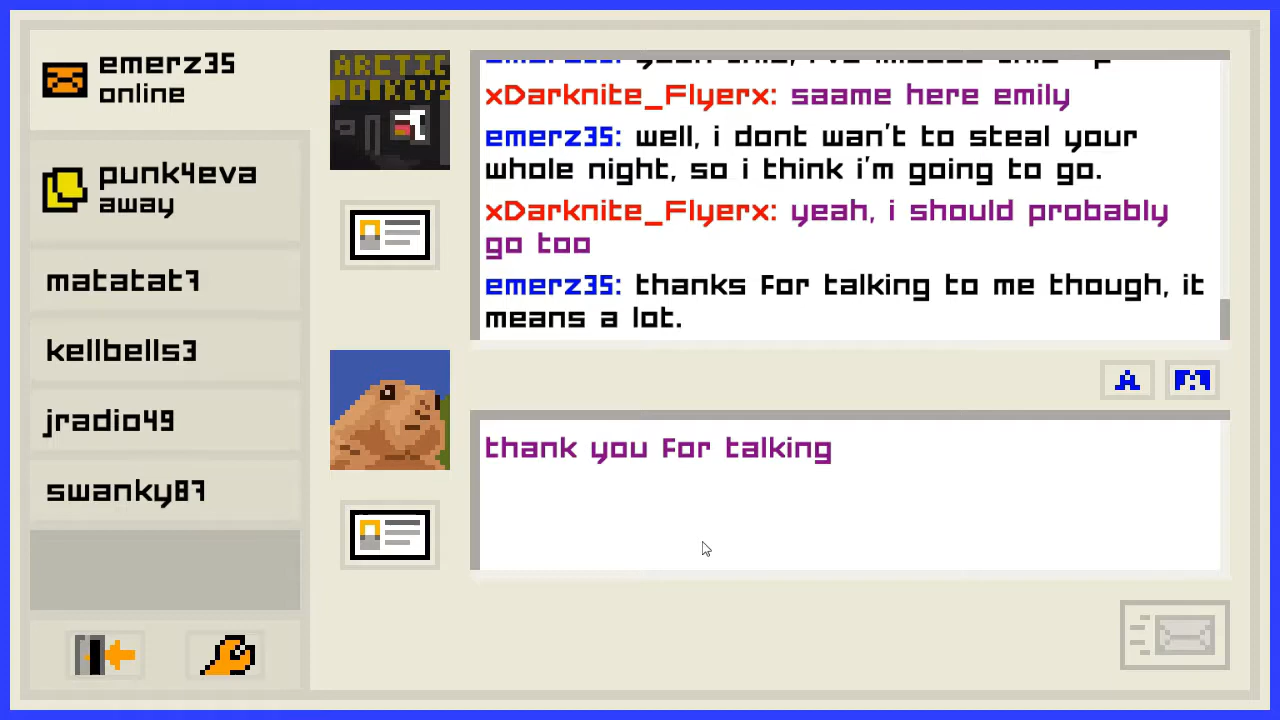 emerz35
online
punk4eva
away
matatat7
kellbells3
jradio49
swanky87
ARCTIC
MONKEYS
xDarknite_Flyerx: saame here emily
emerz35: well, i dont wan't to steal your
whole night, so i think i'm going to go.
xDarknite_Flyerx: yeah, i should probably
go too
emerz35: thanks for talking to me though, it
means a lot.
A
thank you for talking